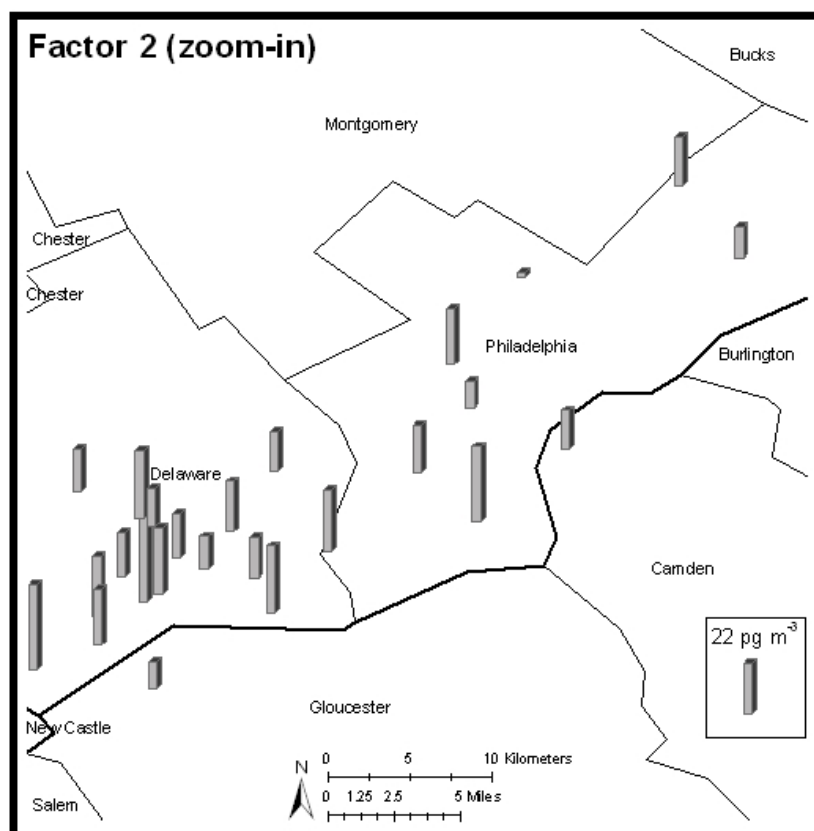 Factor 2 (zoom-in)
Bucks
Montgomery
Chester
Chester
Philadelphia
Burlington
Delaware
Camden
22 pg m⁻³
Gloucester
New Castle
Salem
N
0 5 10 Kilometers
0 1.25 2.5 5 Miles